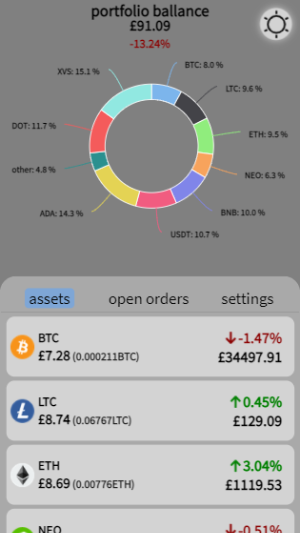 portfolio ballance
£91.09
-13.24%
XVS: 15.1 %
BTC: 8.0 %
LTC: 9.6 %
DOT: 11.7 %
ETH: 9.5 %
other: 4.8 %
NEO: 6.3 %
ADA: 14.3 %
BNB: 10.0 %
USDT: 10.7 %
assets open orders settings
BTC -1.47%
£7.28 (0.000211BTC) £34497.91
LTC 0.45%
£8.74 (0.06767LTC) £129.09
ETH 3.04%
£8.69 (0.00776ETH) £1119.53
NEO -0.51%